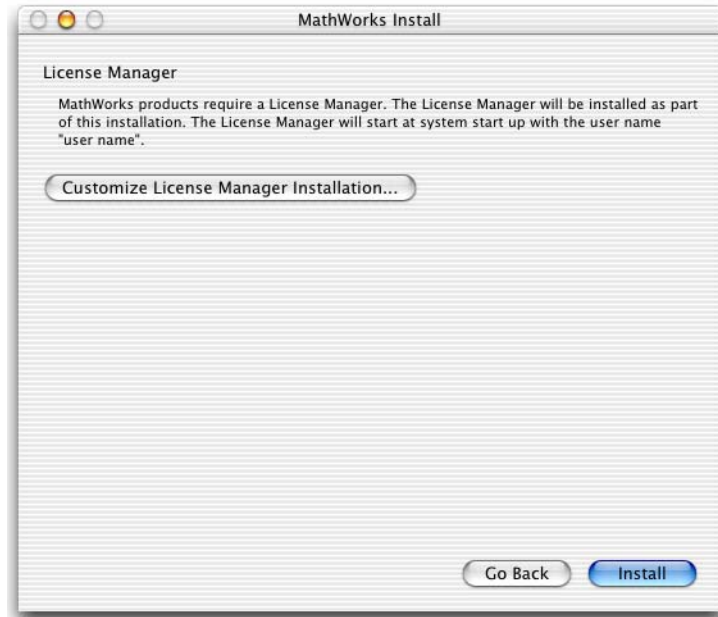 MathWorks Install
License Manager
MathWorks products require a License Manager. The License Manager will be installed as part
of this installation. The License Manager will start at system start up with the user name
"user name".
Customize License Manager Installation...
Go Back
Install